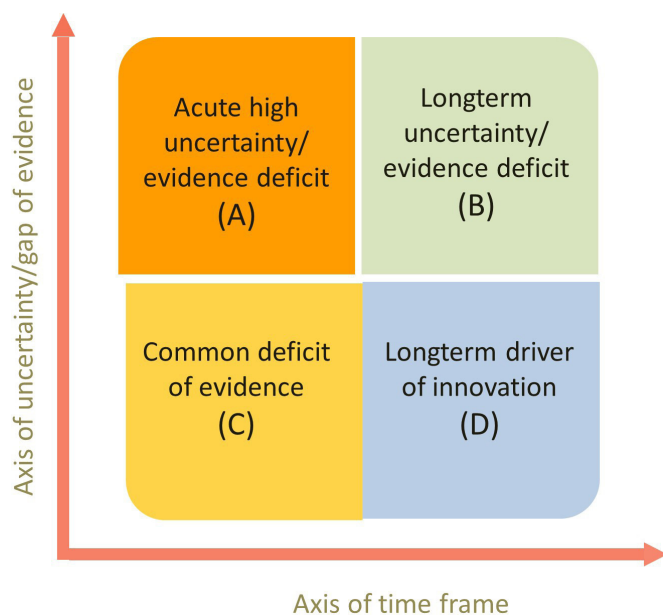 Axis of uncertainty/gap of evidence
Acute high
uncertainty/
evidence deficit
(A)
Longterm
uncertainty/
evidence deficit
(B)
Common deficit
of evidence
(C)
Longterm driver
of innovation
(D)
Axis of time frame